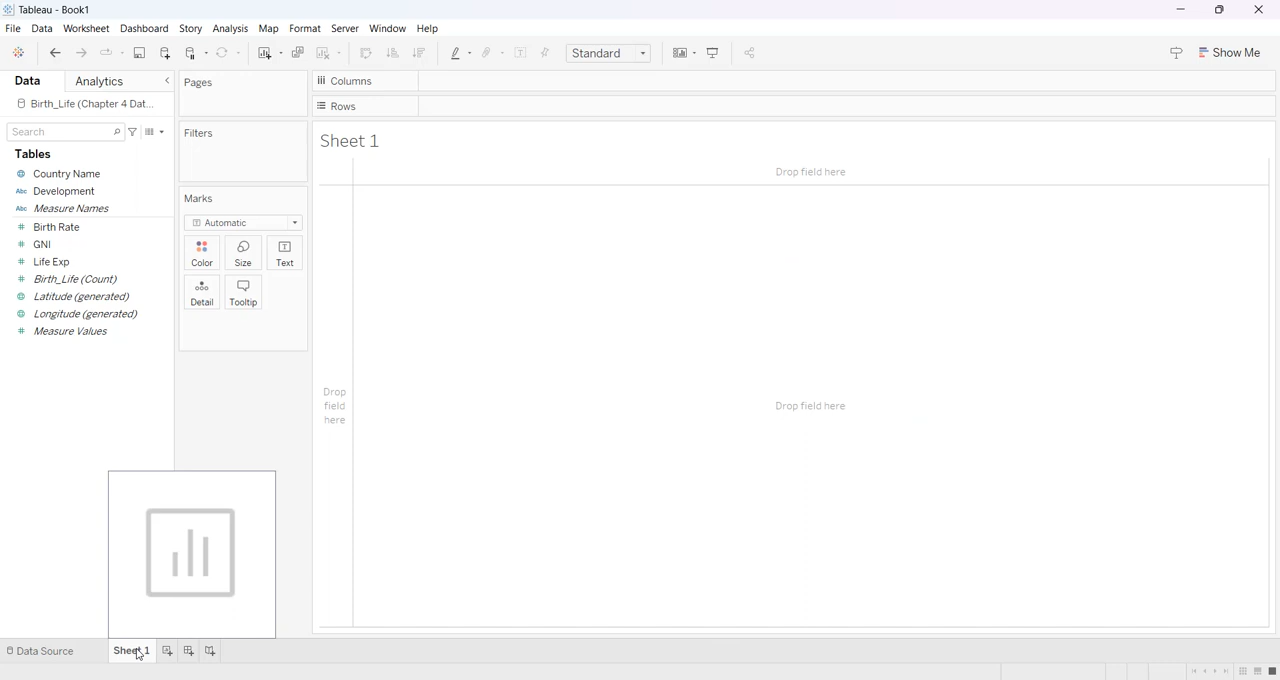 Tableau - Book1
File Data Worksheet Dashboard Story Analysis Map Format Server Window Help
Standard
Show Me
Data Analytics
Birth_Life (Chapter 4 Dat...
Search
Tables
Country Name
Abc Development
Abc Measure Names
# Birth Rate
# GNI
# Life Exp
# Birth_Life (Count)
Latitude (generated)
Longitude (generated)
# Measure Values
Pages
Filters
Marks
Automatic
Color Size Text
Detail Tooltip
Columns
Rows
Sheet 1
Drop field here
Drop
field
here
Drop field here
Data Source
Sheet 1